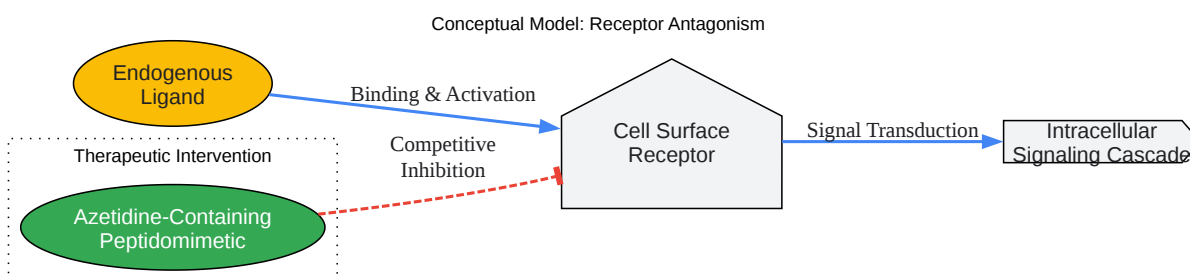 Conceptual Model: Receptor Antagonism
Endogenous
Ligand
Binding & Activation
Therapeutic Intervention
Competitive
Inhibition
Azetidine-Containing
Peptidomimetic
Cell Surface
Receptor
Signal Transduction
Intracellular
Signaling Cascade